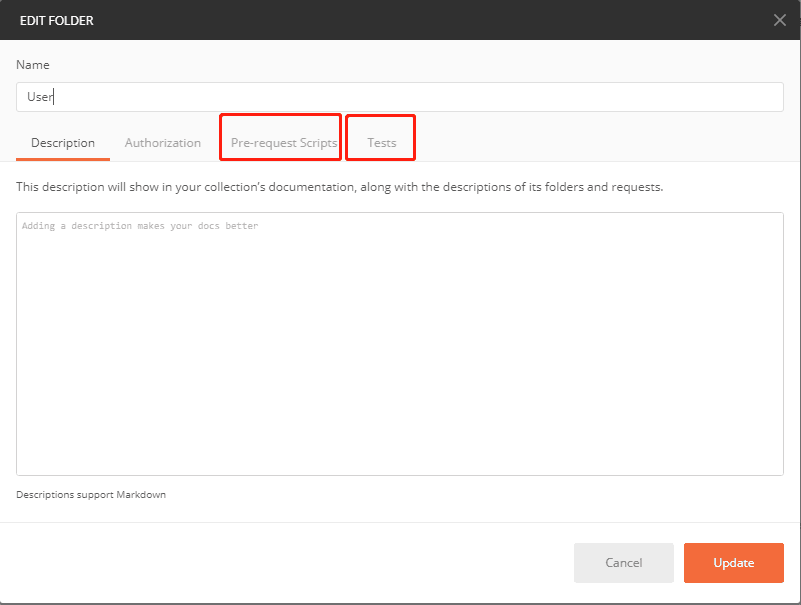 EDIT FOLDER
Name
User
Description Authorization Pre-request Scripts Tests
This description will show in your collection's documentation, along with the descriptions of its folders and requests.
Adding a description makes your docs better
Descriptions support Markdown
Cancel Update